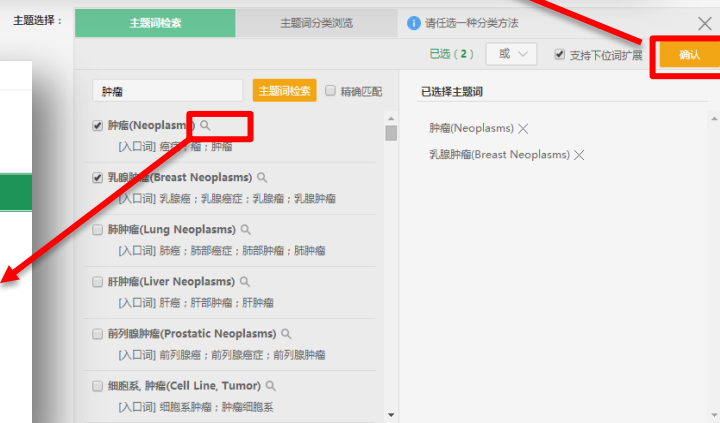 主题选择：
主题词检索
主题词分类浏览
请任选一种分类方法
已选（2） 或 支持下位词扩展 确认
肿瘤 主题词检索 精确匹配
已选择主题词
肿瘤(Neoplasms)
[入口词] 癌症；瘤；肿瘤
乳腺肿瘤(Breast Neoplasms)
[入口词] 乳腺癌；乳腺癌症；乳腺瘤；乳腺肿瘤
肺肿瘤(Lung Neoplasms)
[入口词] 肺癌；肺部癌症；肺部肿瘤；肺肿瘤
肝肿瘤(Liver Neoplasms)
[入口词] 肝癌；肝部肿瘤；肝肿瘤
前列腺肿瘤(Prostatic Neoplasms)
[入口词] 前列腺癌；前列腺癌症；前列腺肿瘤
细胞系, 肿瘤(Cell Line, Tumor)
[入口词] 细胞系肿瘤；肿瘤细胞系
肿瘤(Neoplasms)
乳腺肿瘤(Breast Neoplasms)